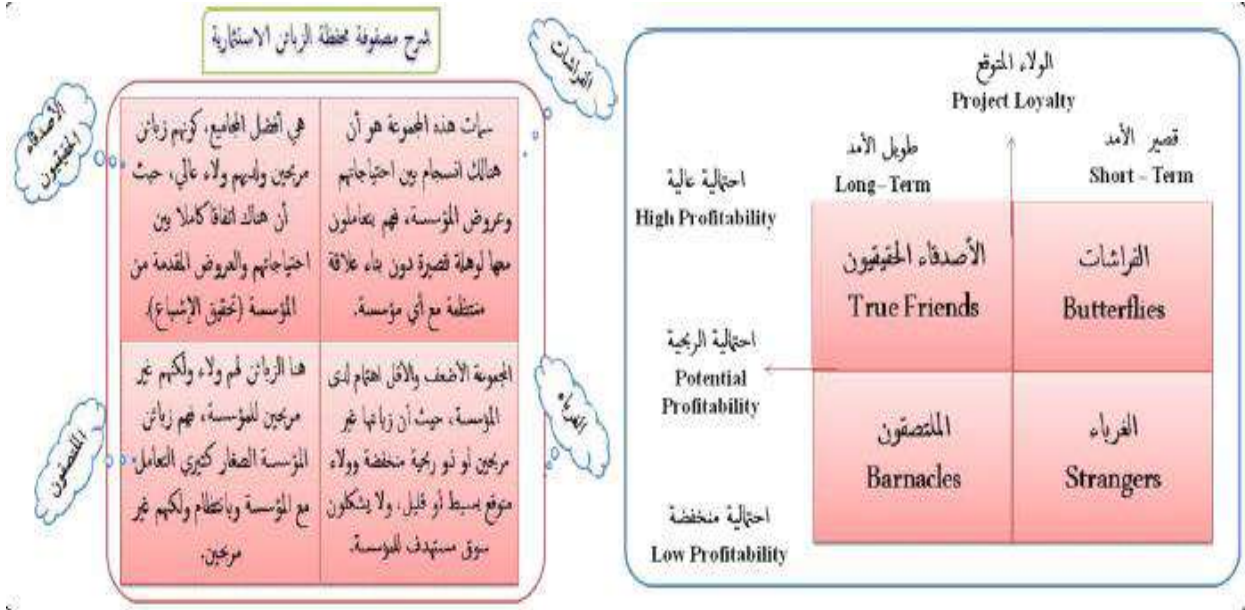 شرح مصفوفة محفظة الزبائن الاستثمارية
الفراشات
الأصدقاء
الحقيقيون
سمات هذه المجموعة هو أن
هنالك انسجام بين احتياجاتهم
وعروض المؤسسة، فهم يتعاملون
معها لوهلة قصيرة دون بناء علاقة
منتظمة مع أي مؤسسة.
هي أفضل المجاميع، كونهم زبائن
مربحين ولديهم ولاء عالي، حيث
أن هناك اتفاقا كاملا بين
احتياجاتهم والعروض المقدمة من
المؤسسة (تحقيق الإشباع).
الغرباء
الملتصقون
المجموعة الأضعف والأقل اهتمام لدى
المؤسسة، حيث أن زبائنها غير
مربحين لو ذو ربحية منخفضة وولاء
متوقع بسيط أو قليل، ولا يشكلون
سوق مستهدف للمؤسسة.
هنا الزبائن لهم ولاء ولكنهم غير
مربحين للمؤسسة، فهم زبائن
المؤسسة الصغار كثيري التعامل
مع المؤسسة وبانتظام ولكنهم غير
مربحين.
الولاء المتوقع
Project Loyalty
قصير الأمد
Short - Term
طويل الأمد
Long-Term
احتمالية عالية
High Profitability
الفراشات
Butterflies
الأصدقاء الحقيقيون
True Friends
احتمالية الربحية
Potential
Profitability
الغرباء
Strangers
الملتصقون
Barnacles
احتمالية منخفضة
Low Profitability